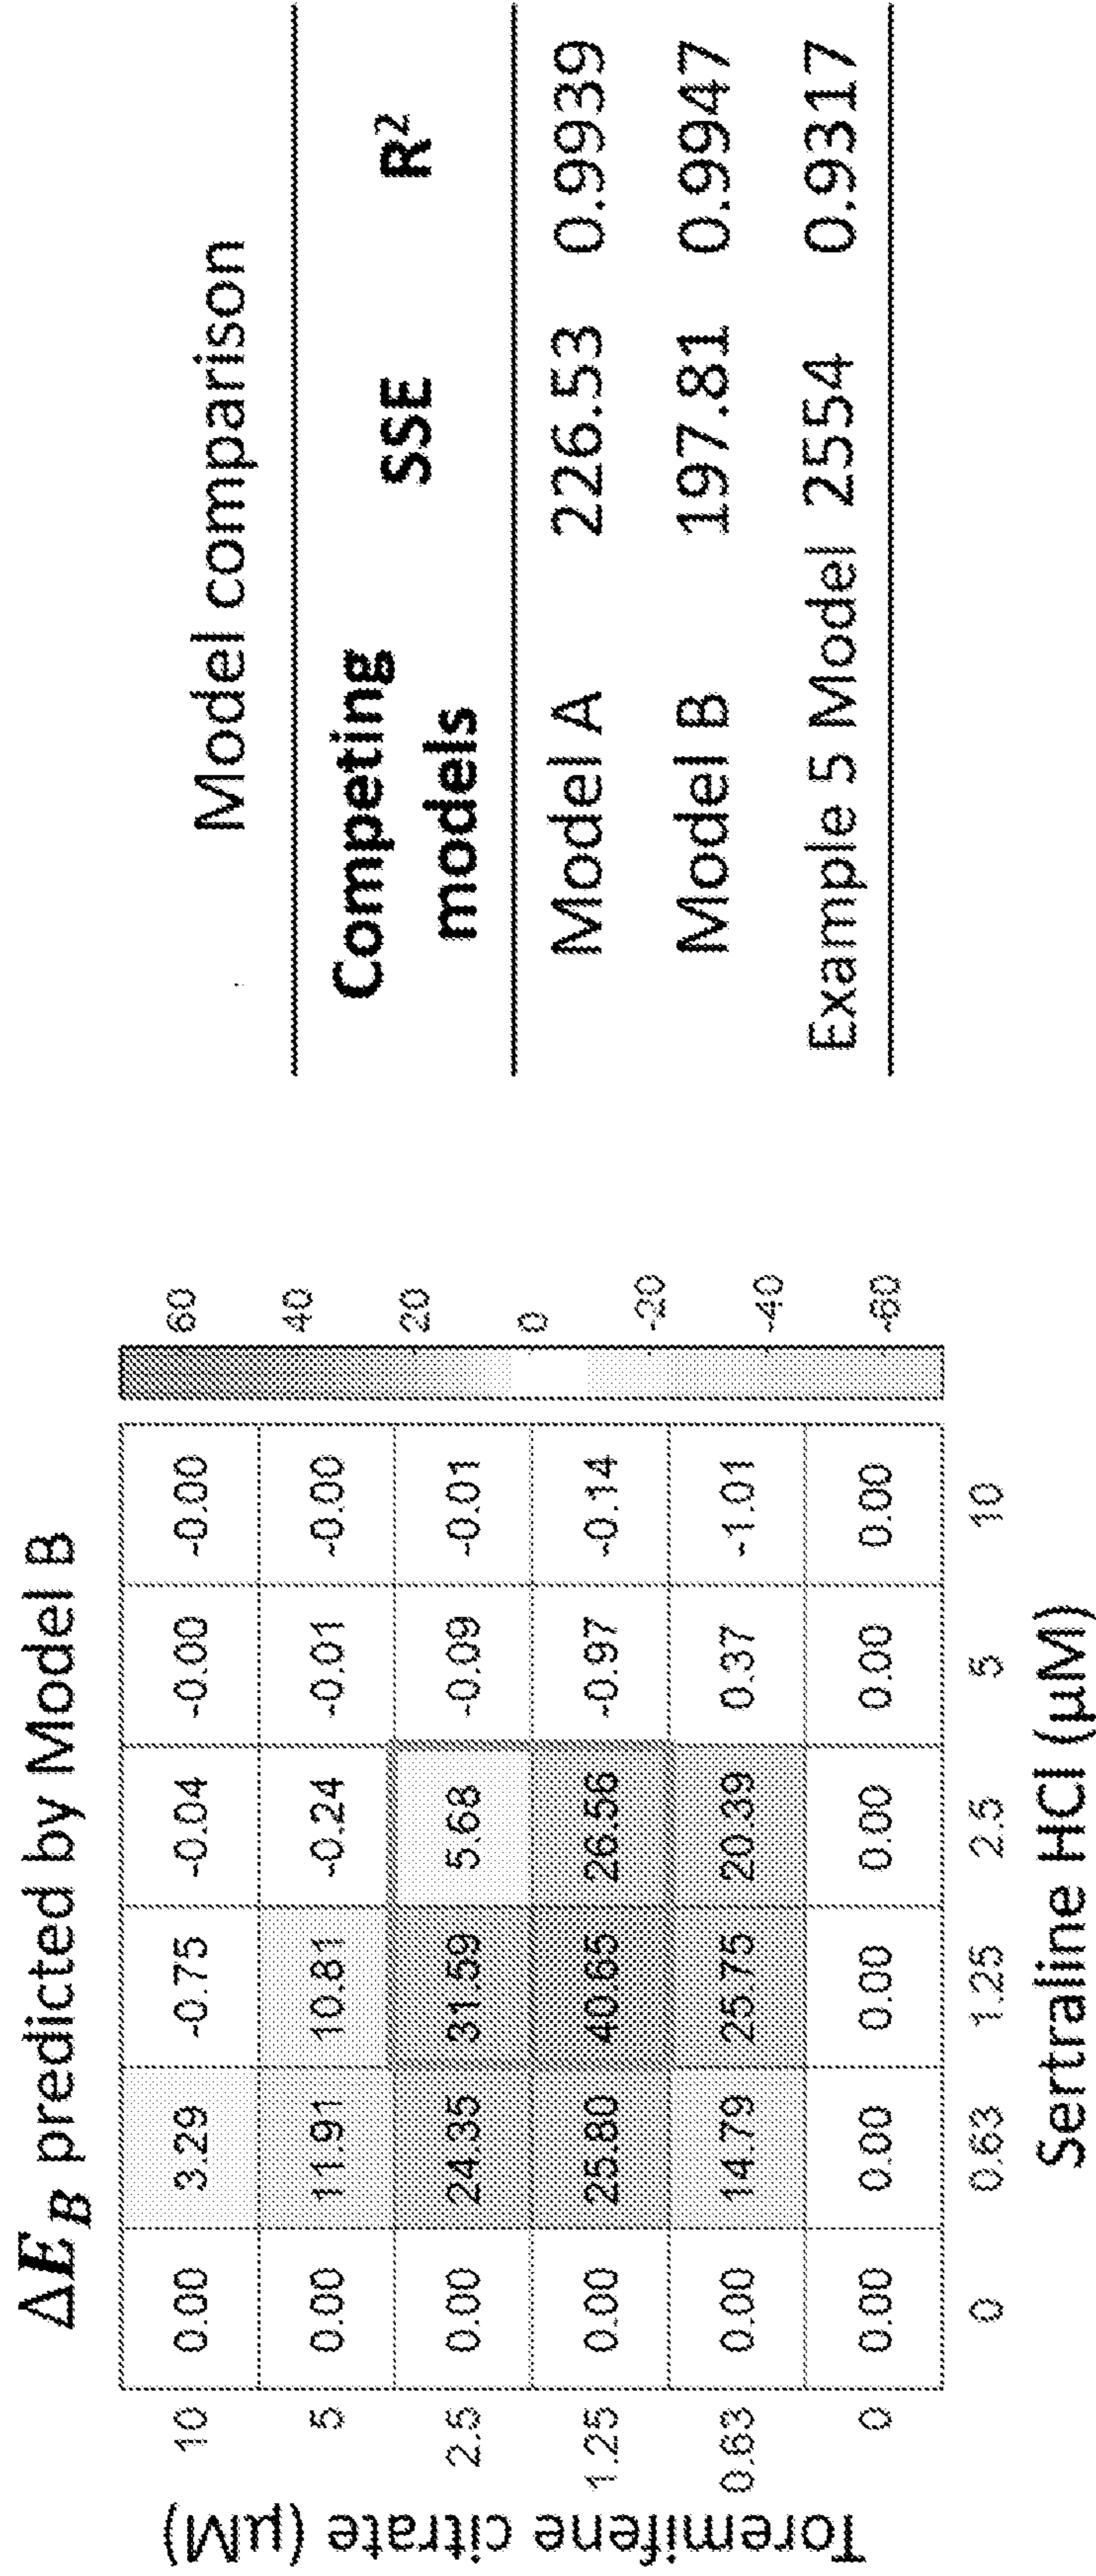 ΔE_B predicted by Model B
Toremifene citrate (μM)
10 0.00 3.29 -0.75 -0.04 -0.00 -0.00
5 0.00 11.91 10.81 -0.24 -0.01 -0.00
2.5 0.00 24.35 31.59 5.68 -0.09 -0.01
1.25 0.00 25.80 40.65 26.56 -0.97 -0.14
0.63 0.00 14.79 25.75 20.39 0.37 -1.01
0 0.00 0.00 0.00 0.00 0.00 0.00
0 0.63 1.25 2.5 5 10
Sertraline HCl (μM)
60
40
20
0
-20
-40
-60
Model comparison
Competing
models SSE R²
Model A 226.53 0.9939
Model B 197.81 0.9947
Example 5 Model 2554 0.9317